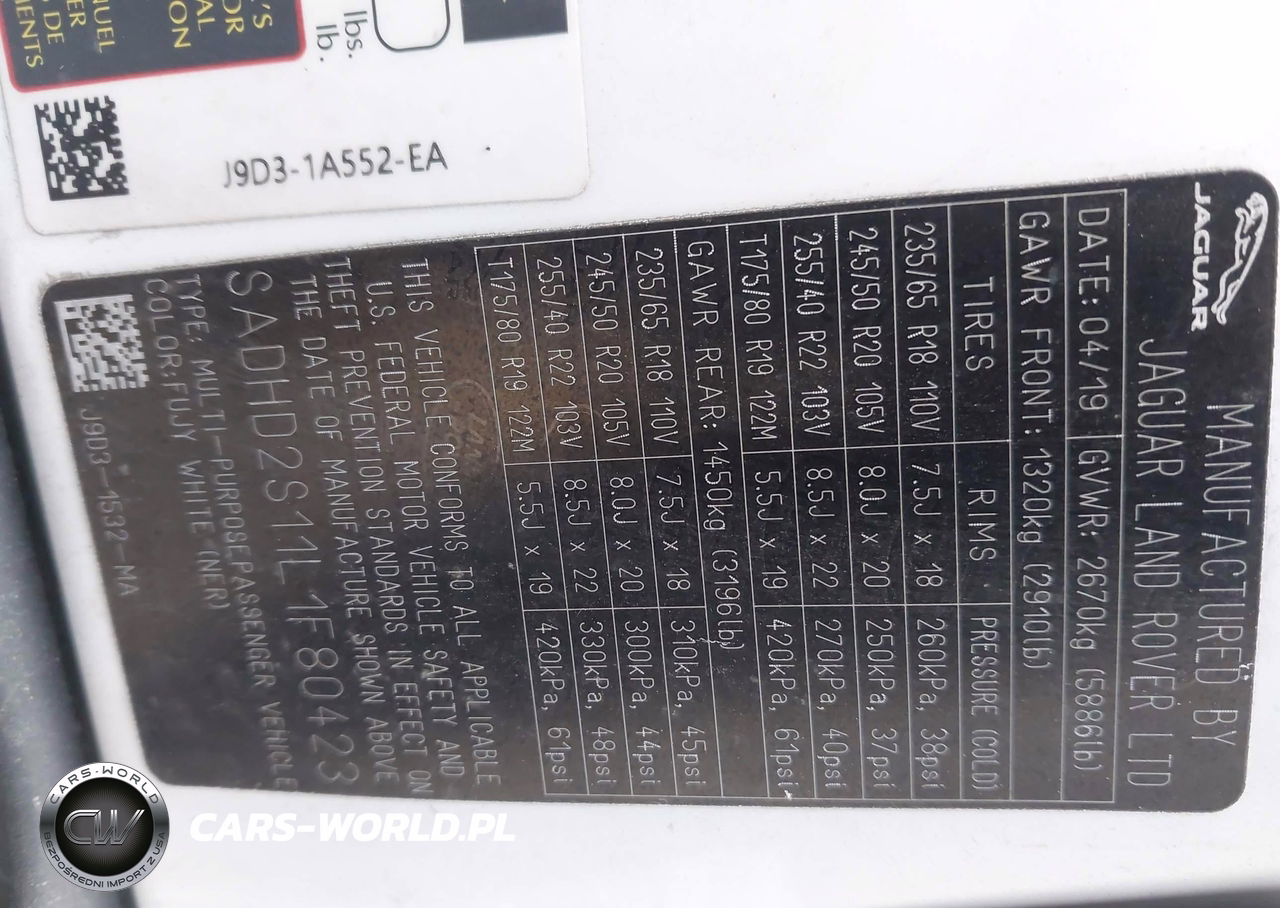 'S
OR
AL
ION
NUEL
ER
DE
MENTS
lbs.
lb.
J9D3-1A552-EA
JAGUAR
MANUFACTURED BY
JAGUAR LAND ROVER LTD
DATE: 04/19 GVWR: 2670kg (5886lb)
GAWR FRONT: 1320kg (2910lb)
TIRES RIMS PRESSURE (COLD)
235/65 R18 110V 7.5J x 18 260kPa, 38psi
245/50 R20 105V 8.0J x 20 250kPa, 37psi
255/40 R22 103V 8.5J x 22 270kPa, 40psi
T175/80 R19 122M 5.5J x 19 420kPa, 61psi
GAWR REAR: 1450kg (3196lb)
235/65 R18 110V 7.5J x 18 310kPa, 45psi
245/50 R20 105V 8.0J x 20 300kPa, 44psi
255/40 R22 103V 8.5J x 22 330kPa, 48psi
T175/80 R19 122M 5.5J x 19 420kPa, 61psi
THIS VEHICLE CONFORMS TO ALL APPLICABLE
U.S. FEDERAL MOTOR VEHICLE SAFETY AND
THEFT PREVENTION STANDARDS IN EFFECT ON
THE DATE OF MANUFACTURE SHOWN ABOVE
SADHD2S11L1F80423
TYPE: MULTI-PURPOSE PASSENGER VEHICLE
COLOR: FUJY WHITE (NER)
J9D3-1532-MA
CARS-WORLD
CW
BEZPOŚREDNI IMPORT Z USA
CARS-WORLD.PL